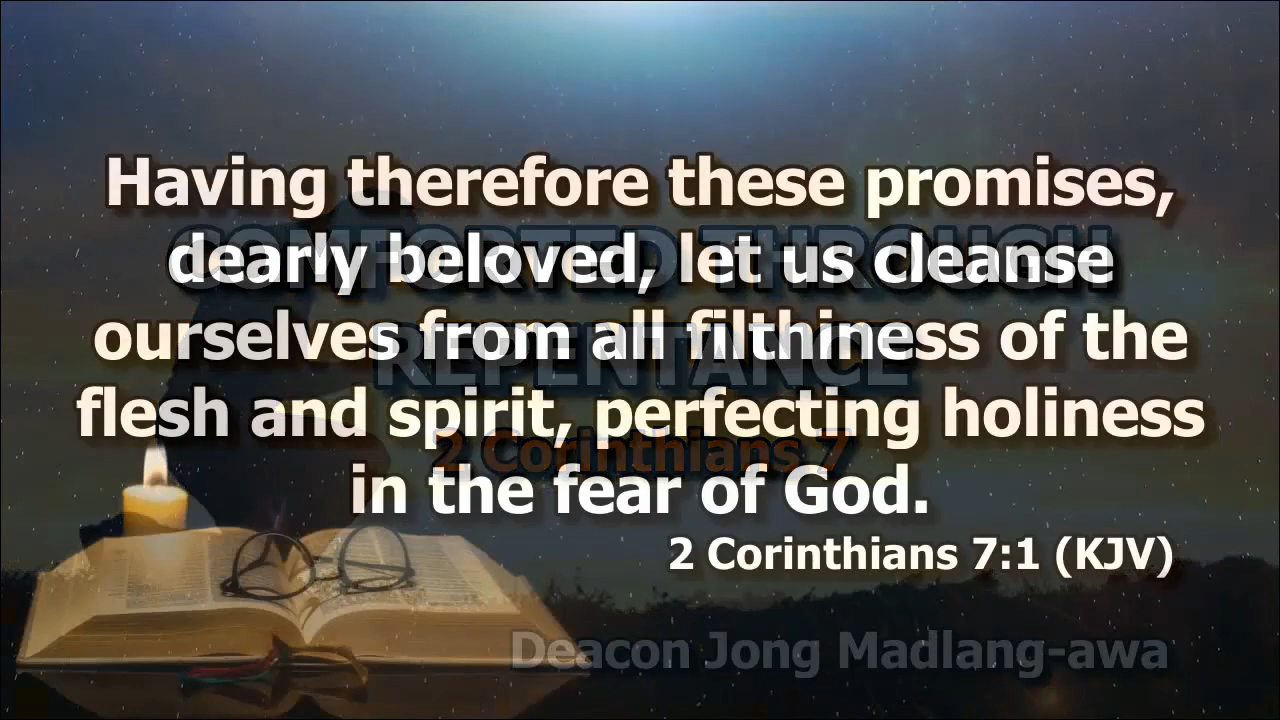 Having therefore these promises,
COMFORTED THROUGH
dearly beloved, let us cleanse
ourselves from all filthiness of the
REPENTANCE
flesh and spirit, perfecting holiness
2 Corinthians 7
in the fear of God.
2 Corinthians 7:1 (KJV)
Deacon Jong Madlang-awa